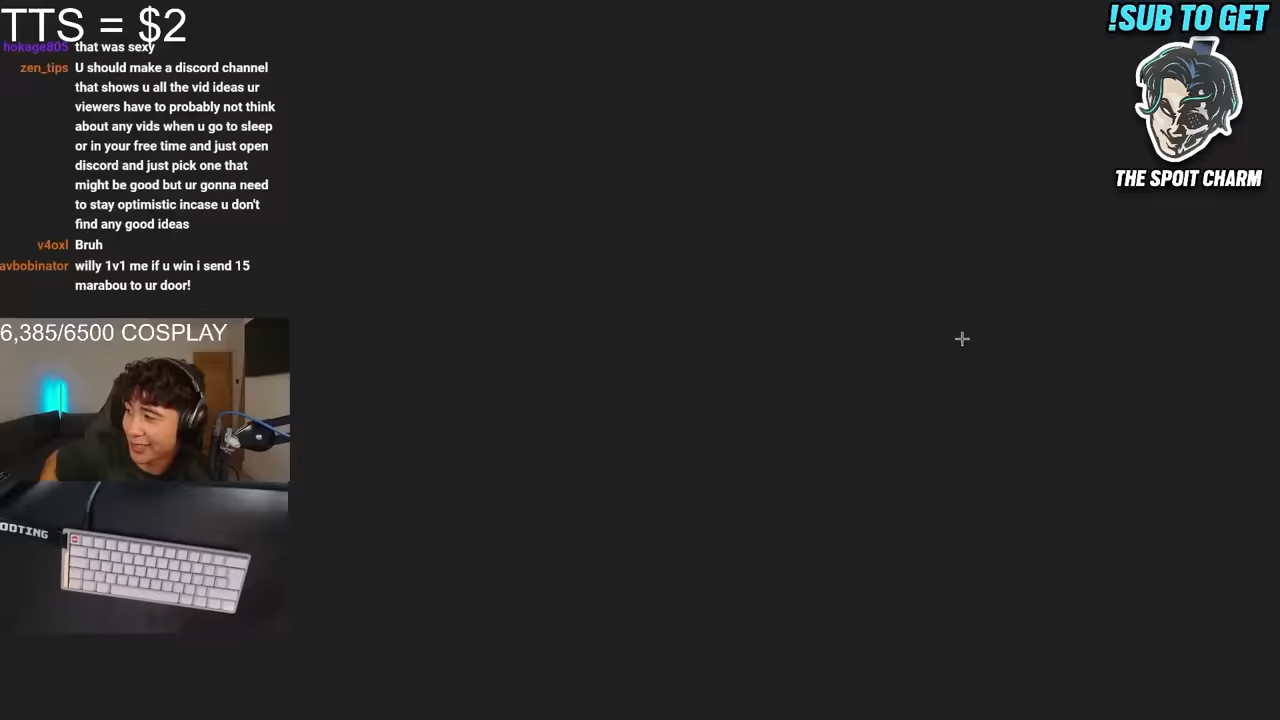 TTS = $2
hokage805 that was sexy
zen_tips U should make a discord channel
that shows u all the vid ideas ur
viewers have to probably not think
about any vids when u go to sleep
or in your free time and just open
discord and just pick one that
might be good but ur gonna need
to stay optimistic incase u don't
find any good ideas
v4oxl Bruh
avbobinator willy 1v1 me if u win i send 15
marabou to ur door!
6,385/6500 COSPLAY
OOTING
!SUB TO GET
THE SPOIT CHARM